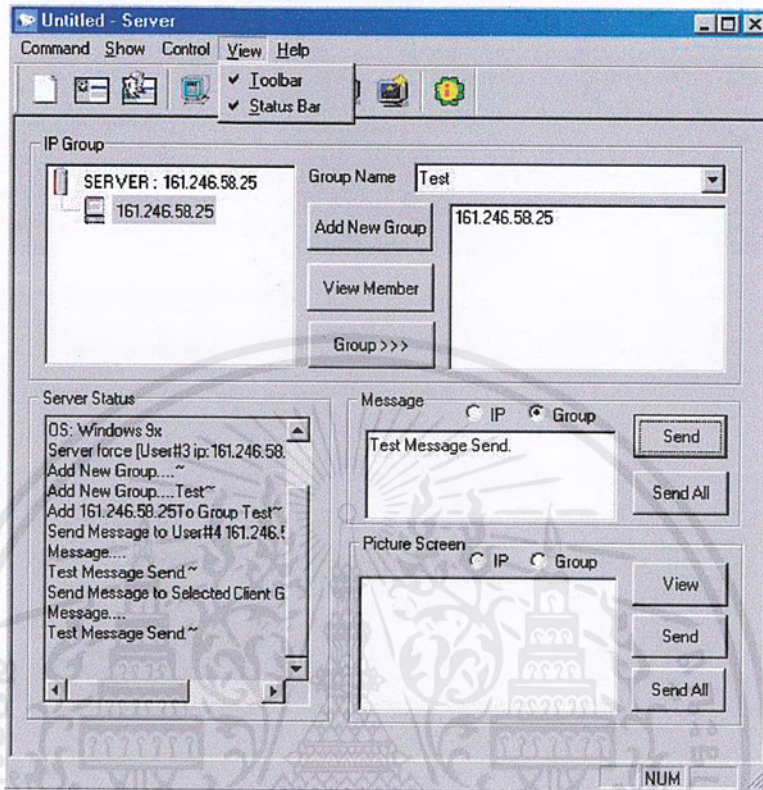 Untitled - Server
Command Show Control View Help
Toolbar
Status Bar
IP Group
SERVER : 161.246.58.25
161.246.58.25
Group Name Test
Add New Group
161.246.58.25
View Member
Group >>>
Server Status
OS: Windows 9x
Server force [User#3 ip:161.246.58.
Add New Group....~
Add New Group....Test~
Add 161.246.58.25To Group Test~
Send Message to User#4 161.246.5
Message....
Test Message Send.~
Send Message to Selected Client G
Message....
Test Message Send.~
Message
IP Group
Test Message Send.
Send
Send All
Picture Screen
IP Group
View
Send
Send All
NUM